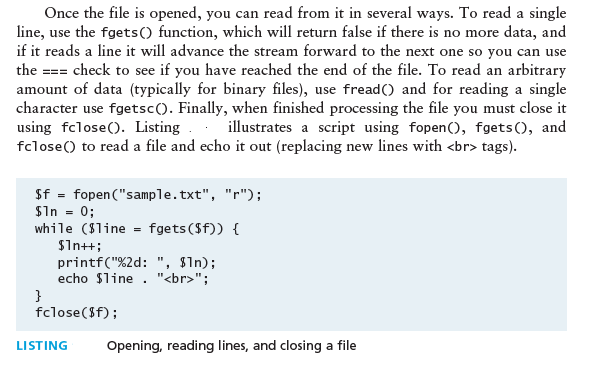 Once the file is opened, you can read from it in several ways. To read a single
line, use the fgets() function, which will return false if there is no more data, and
if it reads a line it will advance the stream forward to the next one so you can use
the === check to see if you have reached the end of the file. To read an arbitrary
amount of data (typically for binary files), use fread() and for reading a single
character use fgetsc(). Finally, when finished processing the file you must close it
using fclose(). Listing illustrates a script using fopen(), fgets(), and
fclose() to read a file and echo it out (replacing new lines with <br> tags).
$f = fopen("sample.txt", "r");
$ln = 0;
while ($line = fgets($f)) {
    $ln++;
    printf("%2d: ", $ln);
    echo $line . "<br>";
}
fclose($f);
LISTING Opening, reading lines, and closing a file